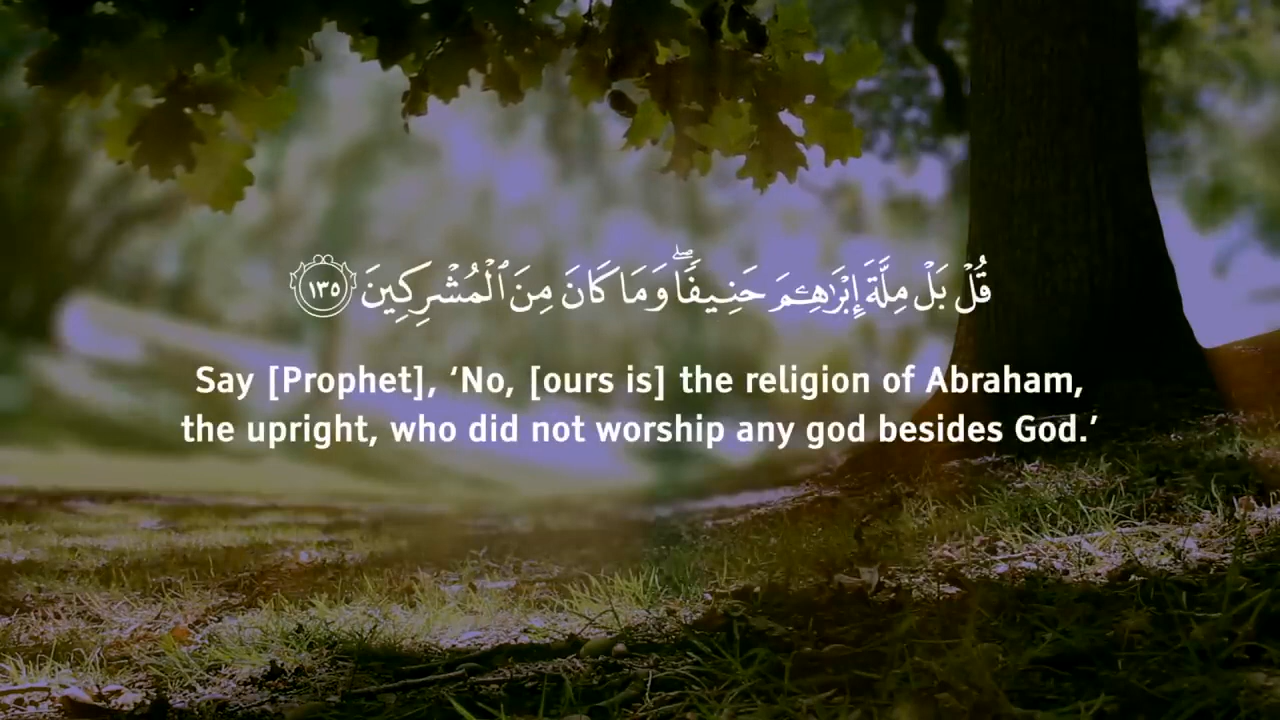 قُلْ بَلْ مِلَّةَ إِبْرَٰهِـۧمَ حَنِيفًاۖ وَمَا كَانَ مِنَ ٱلْمُشْرِكِينَ ١٣٥
Say [Prophet], ‘No, [ours is] the religion of Abraham,
the upright, who did not worship any god besides God.’